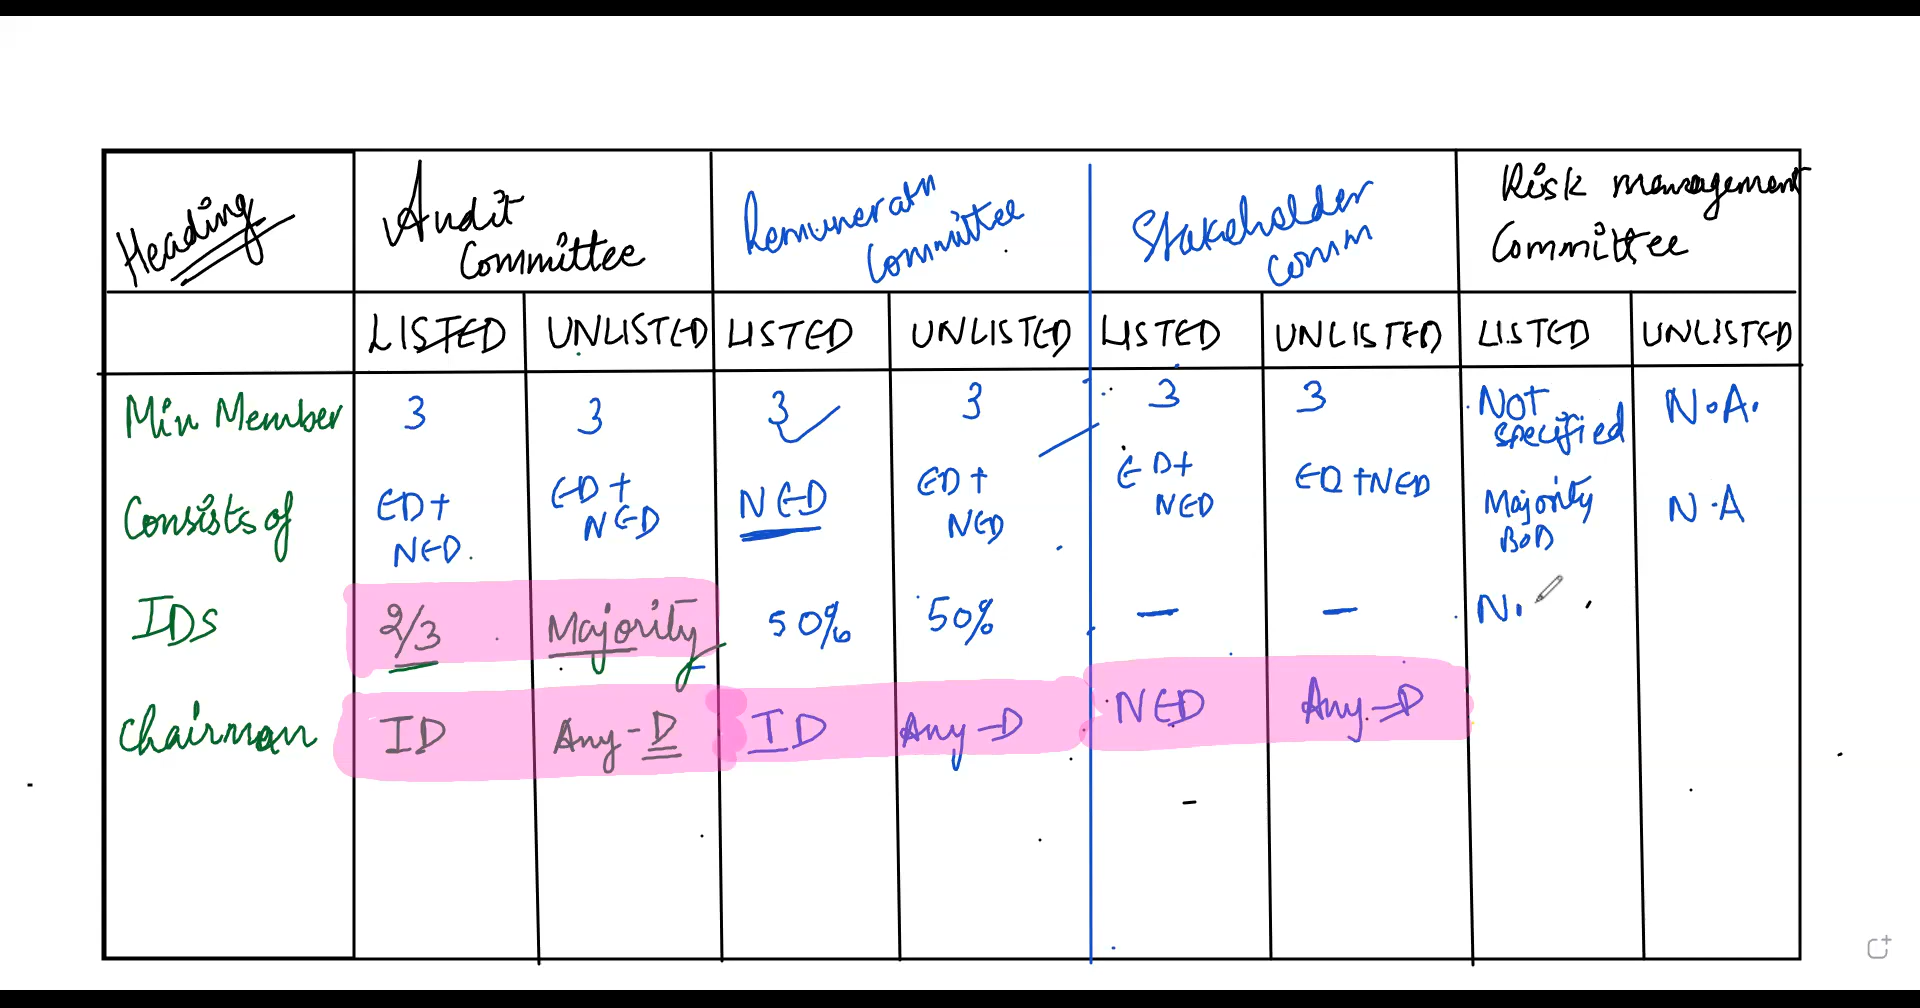 Heading Audit Committee Remuneratn Committee Stakeholder Comm Risk management Committee
LISTED UNLISTED LISTED UNLISTED LISTED UNLISTED LISTED UNLISTED
Min Member 3 3 3 3 3 3 NOT specified N.A.
Consists of ED+ NED. ED+ NED NED ED+ NED ED+ NED ED+NED Majority BOD N.A
IDs 2/3 Majority 50% 50% - - N.
Chairman ID Any-D ID Any-D NED Any-D